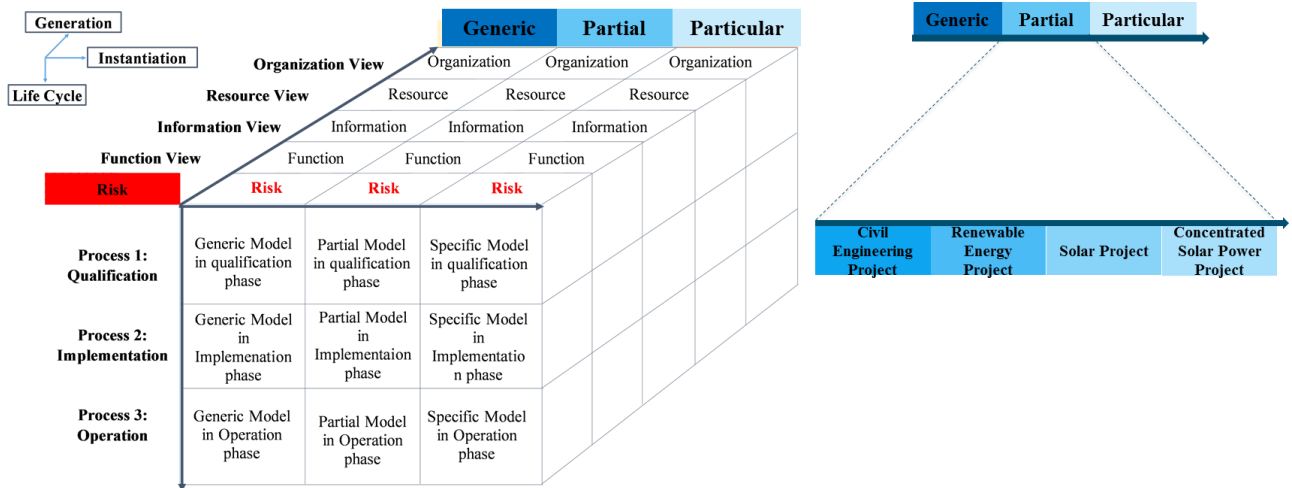 Generation
Instantiation
Life Cycle
Generic Partial Particular
Organization View
Organization Organization Organization
Resource View
Resource Resource Resource
Information View
Information Information Information
Function View
Function Function Function
Risk
Risk Risk Risk
Process 1:
Qualification
Generic Model
in qualification
phase
Partial Model
in qualification
phase
Specific Model
in qualification
phase
Process 2:
Implementation
Generic Model
in
Implemenation
phase
Partial Model
in
Implementaion
phase
Specific Model
in
Implementatio
n phase
Process 3:
Operation
Generic Model
in Operation
phase
Partial Model
in Operation
phase
Specific Model
in Operation
phase
Generic Partial Particular
Civil
Engineering
Project
Renewable
Energy
Project
Solar Project
Concentrated
Solar Power
Project